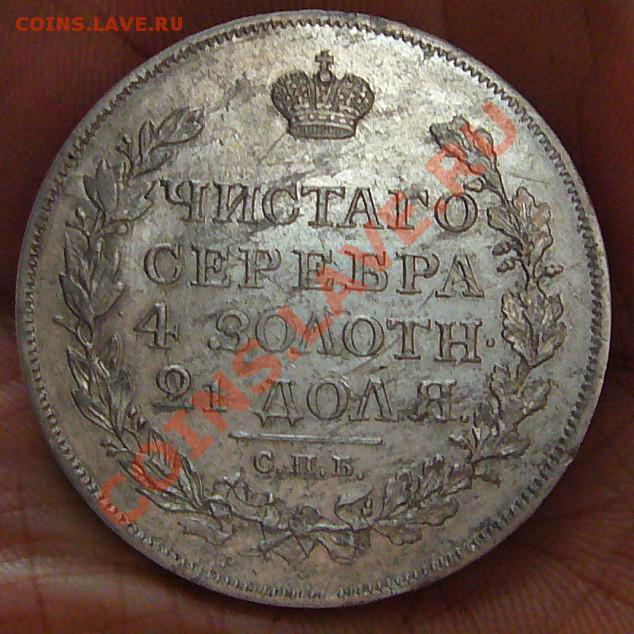 COINS.LAVE.RU
ЧИСТАГО
СЕРЕБРА
4 ЗОЛОТН.
21 ДОЛЯ.
С.П.Б.
COINS.LAVE.RU